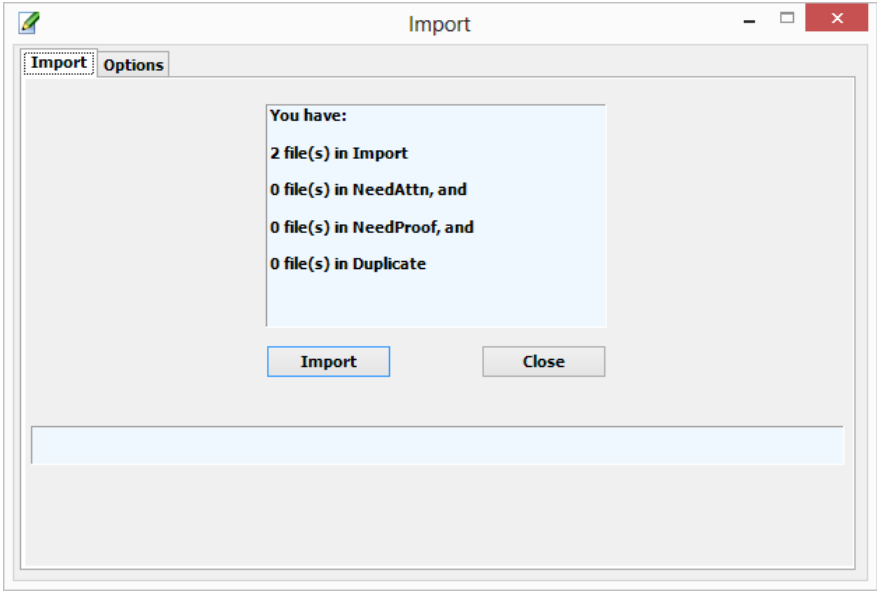 Import
Import
Options
You have:
2 file(s) in Import
0 file(s) in NeedAttn, and
0 file(s) in NeedProof, and
0 file(s) in Duplicate
Import
Close